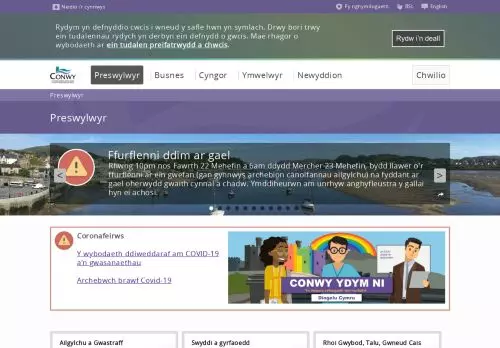 Neidio i'r cynnwys
Fy nghymdogaeth
BSL
English
Rydym yn defnyddio cwcis i wneud y safle hwn yn symlach. Drwy bori trwy
ein tudalennau rydych yn derbyn ein defnydd o gwcis. Mae rhagor o
wybodaeth ar ein tudalen preifatrwydd a chwcis.
Rydw i'n deall
CONWY
Preswylwyr
Busnes
Cyngor
Ymwelwyr
Newyddion
Chwilio
Preswylwyr
Preswylwyr
Ffurflenni ddim ar gael
Rhwng 10pm nos Fawrth 22 Mehefin a 6am ddydd Mercher 23 Mehefin, bydd llawer o'r
ffurflenni ar ein gwefan (gan gynnwys archebion canolfannau ailgylchu) na fyddant ar
gael oherwydd gwaith cynnal a chadw. Ymddiheurwn am unrhyw anghyfleustra y gallai
hyn ei achosi.
Coronafeirws
Y wybodaeth ddiweddaraf am COVID-19
a'n gwasanaethau
Archebwch brawf Covid-19
CONWY YDYM NI
Diogelu Cymru
Ailgylchu a Gwastraff
Swyddi a gyrfaoedd
Rhoi Gwybod, Talu, Gwneud Cais